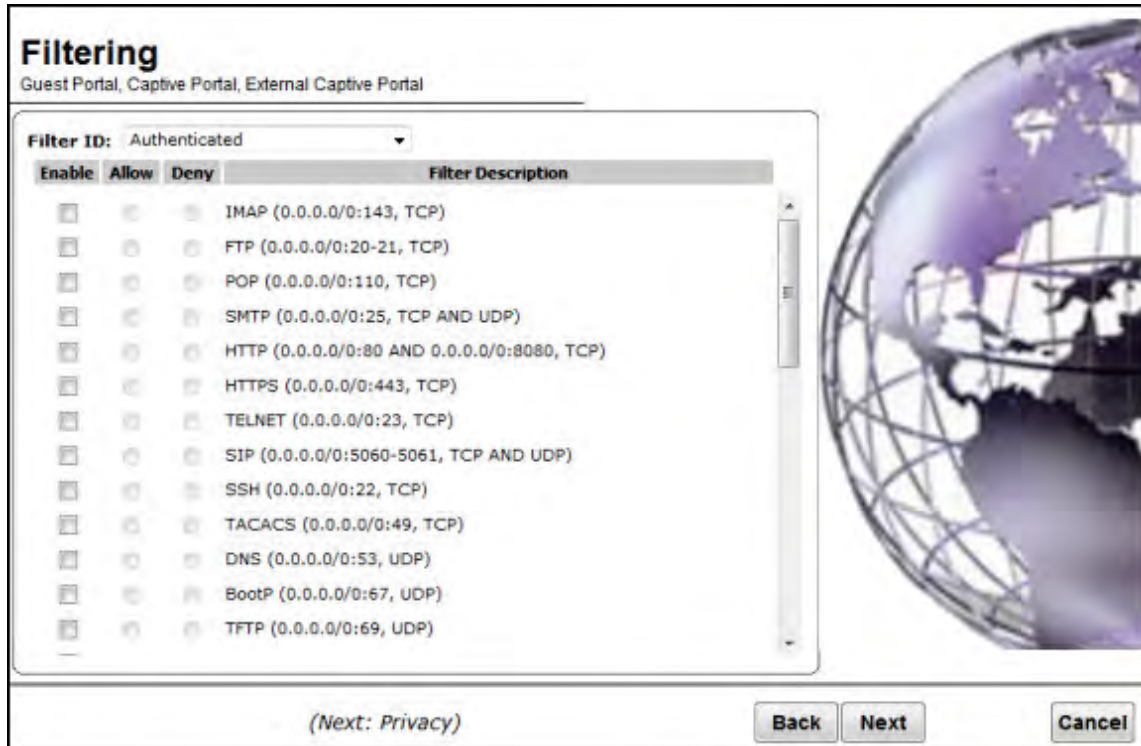 Filtering
Guest Portal, Captive Portal, External Captive Portal
Filter ID: Authenticated
Enable Allow Deny Filter Description
IMAP (0.0.0.0/0:143, TCP)
FTP (0.0.0.0/0:20-21, TCP)
POP (0.0.0.0/0:110, TCP)
SMTP (0.0.0.0/0:25, TCP AND UDP)
HTTP (0.0.0.0/0:80 AND 0.0.0.0/0:8080, TCP)
HTTPS (0.0.0.0/0:443, TCP)
TELNET (0.0.0.0/0:23, TCP)
SIP (0.0.0.0/0:5060-5061, TCP AND UDP)
SSH (0.0.0.0/0:22, TCP)
TACACS (0.0.0.0/0:49, TCP)
DNS (0.0.0.0/0:53, UDP)
BootP (0.0.0.0/0:67, UDP)
TFTP (0.0.0.0/0:69, UDP)
(Next: Privacy) Back Next Cancel